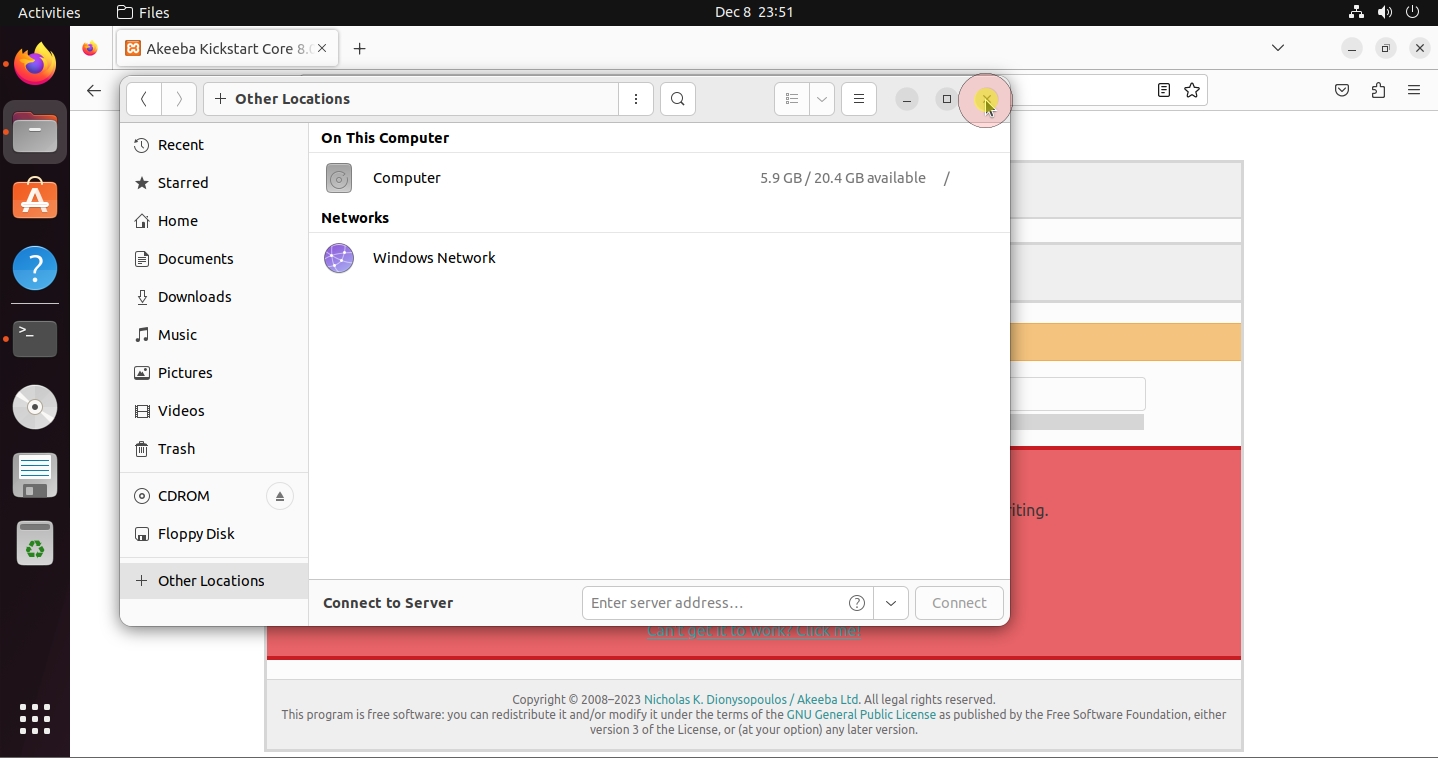 Activities
Files
Dec 8 23:51
Akeeba Kickstart Core 8.
Other Locations
Recent
Starred
Home
Documents
Downloads
Music
Pictures
Videos
Trash
CDROM
Floppy Disk
Other Locations
On This Computer
Computer
5.9 GB / 20.4 GB available
/
Networks
Windows Network
Connect to Server
Enter server address...
Connect
iting.
Can't get it to work? Click me!
Copyright © 2008–2023 Nicholas K. Dionysopoulos / Akeeba Ltd. All legal rights reserved.
This program is free software: you can redistribute it and/or modify it under the terms of the GNU General Public License as published by the Free Software Foundation, either
version 3 of the License, or (at your option) any later version.